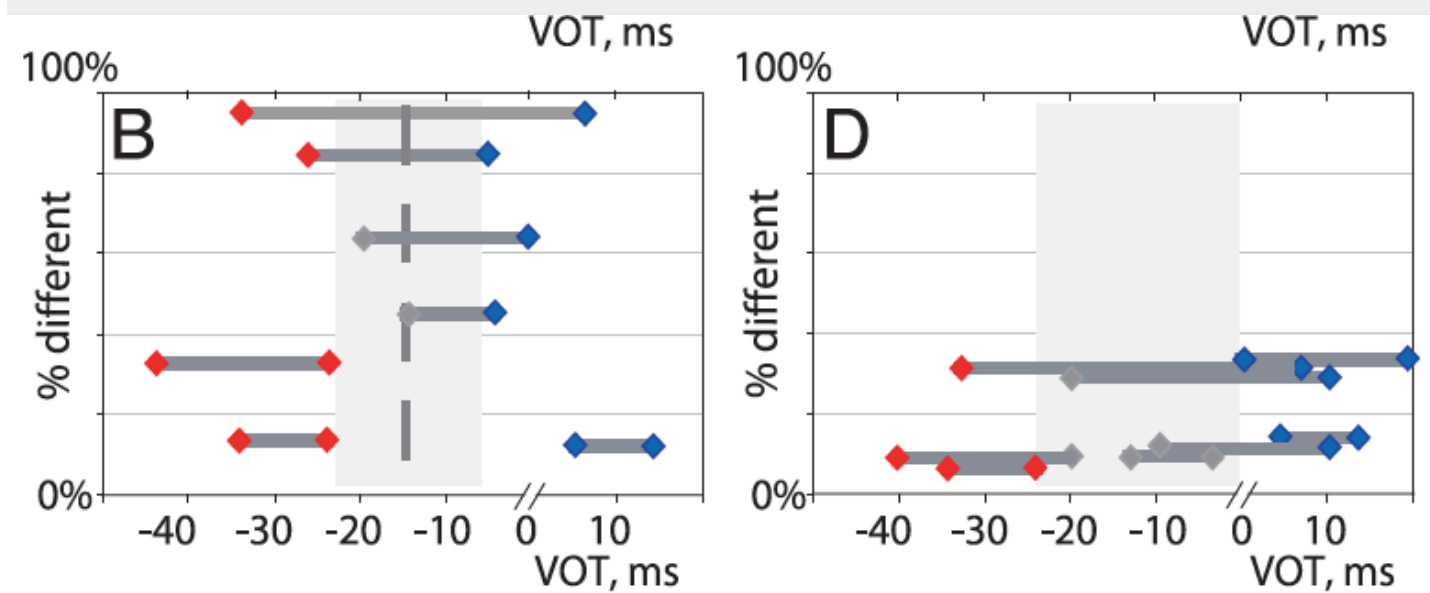 VOT, ms
100%
B
% different
0%
-40 -30 -20 -10 0 10
VOT, ms
VOT, ms
100%
D
% different
0%
-40 -30 -20 -10 0 10
VOT, ms